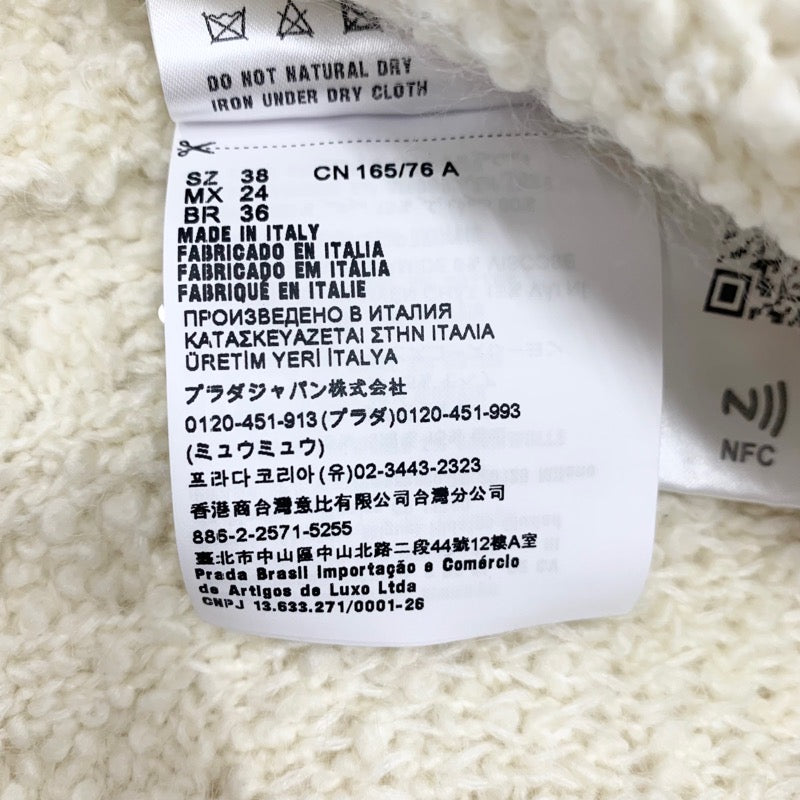 DO NOT NATURAL DRY
IRON UNDER DRY CLOTH
SZ 38 CN 165/76 A
MX 24
BR 36
MADE IN ITALY
FABRICADO EN ITALIA
FABRICADO EM ITÁLIA
FABRIQUÉ EN ITALIE
ПРОИЗВЕДЕНО В ИТАЛИЯ
ΚΑΤΑΣΚΕΥΑΖΕΤΑΙ ΣΤΗΝ ΙΤΑΛΙΑ
ÜRETİM YERİ İTALYA
プラダジャパン株式会社
0120-451-913(プラダ)0120-451-993
(ミュウミュウ)
프라다코리아(유)02-3443-2323
香港商台灣意比有限公司台灣分公司
886-2-2571-5255
臺北市中山區中山北路二段44號12樓A室
Prada Brasil Importação e Comércio
de Artigos de Luxo Ltda
CNPJ 13.633.271/0001-26
NFC